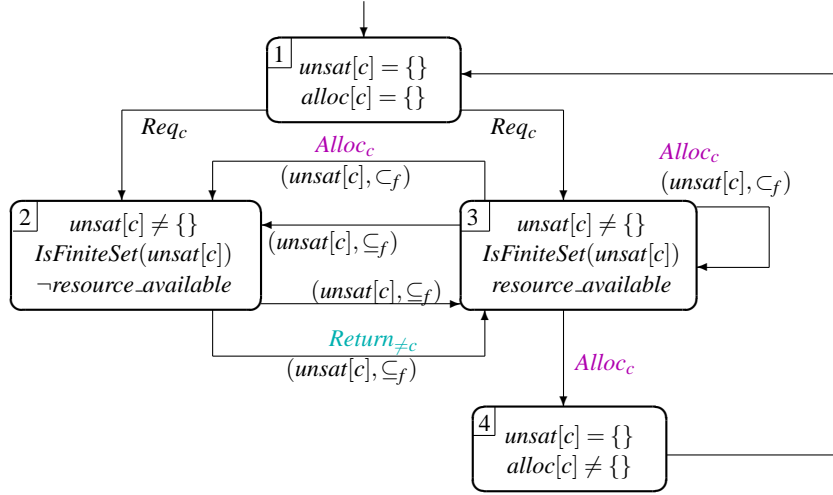 1
unsat[c] = {}
alloc[c] = {}
Req_c
Req_c
Alloc_c
(unsat[c], ⊂_f)
Alloc_c
(unsat[c], ⊂_f)
2
unsat[c] ≠ {}
IsFiniteSet(unsat[c])
¬resource_available
(unsat[c], ⊆_f)
3
unsat[c] ≠ {}
IsFiniteSet(unsat[c])
resource_available
(unsat[c], ⊆_f)
Return_≠c
(unsat[c], ⊆_f)
Alloc_c
4
unsat[c] = {}
alloc[c] ≠ {}